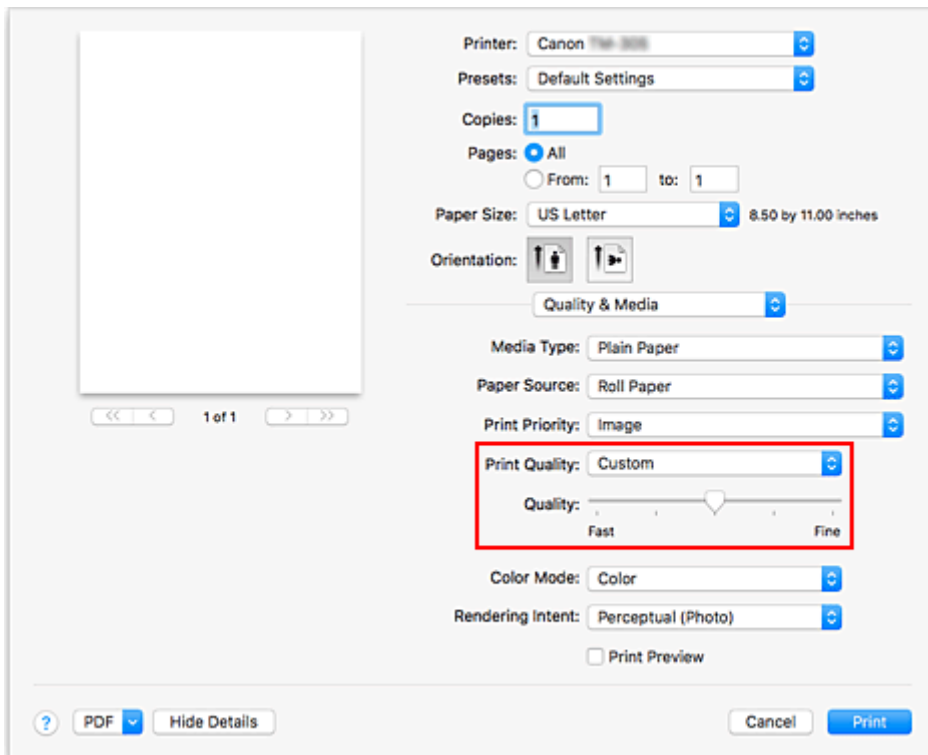 Printer: Canon
Presets: Default Settings
Copies: 1
Pages: All
From: 1 to: 1
Paper Size: US Letter 8.50 by 11.00 inches
Orientation:
Quality & Media
Media Type: Plain Paper
Paper Source: Roll Paper
1 of 1
Print Priority: Image
Print Quality: Custom
Quality:
Fast Fine
Color Mode: Color
Rendering Intent: Perceptual (Photo)
Print Preview
? PDF Hide Details Cancel Print